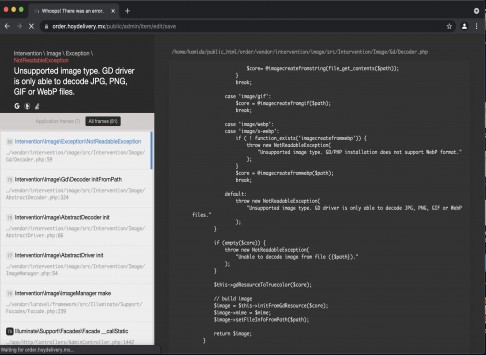 Whoops! There was an error.
order.hoydelivery.mx/public/admin/item/edit/save
Intervention \ Image \ Exception \
NotReadableException
Unsupported image type. GD driver
is only able to decode JPG, PNG,
GIF or WebP files.
Application frames (7)
All frames (81)
Intervention\Image\Exception\NotReadableException
…/vendor/intervention/image/src/Intervention/Image/
Gd/Decoder.php:59
Intervention\Image\Gd\Decoder initFromPath
…/vendor/intervention/image/src/Intervention/Image/
AbstractDecoder.php:324
Intervention\Image\AbstractDecoder init
…/vendor/intervention/image/src/Intervention/Image/
AbstractDriver.php:66
Intervention\Image\AbstractDriver init
…/vendor/intervention/image/src/Intervention/Image/
ImageManager.php:54
Intervention\Image\ImageManager make
…/vendor/laravel/framework/src/Illuminate/Support/
Facades/Facade.php:239
Illuminate\Support\Facades\Facade __callStatic
…/app/Http/Controllers/AdminController.php:1442
Waiting for order.hoydelivery.mx...
/home/kamida/public_html/order/vendor/intervention/image/src/Intervention/Image/Gd/Decoder.php
$core= @imagecreatefromstring(file_get_contents($path));
}
break;
case 'image/gif':
$core = @imagecreatefromgif($path);
break;
case 'image/webp':
case 'image/x-webp':
if ( ! function_exists('imagecreatefromwebp')) {
throw new NotReadableException(
"Unsupported image type. GD/PHP installation does not support WebP format."
);
}
$core = @imagecreatefromwebp($path);
break;
default:
throw new NotReadableException(
"Unsupported image type. GD driver is only able to decode JPG, PNG, GIF or WebP
files."
);
}
if (empty($core)) {
throw new NotReadableException(
"Unable to decode image from file ({$path})."
);
}
$this->gdResourceToTruecolor($core);
// build image
$image = $this->initFromGdResource($core);
$image->mime = $mime;
$image->setFileInfoFromPath($path);
return $image;
}